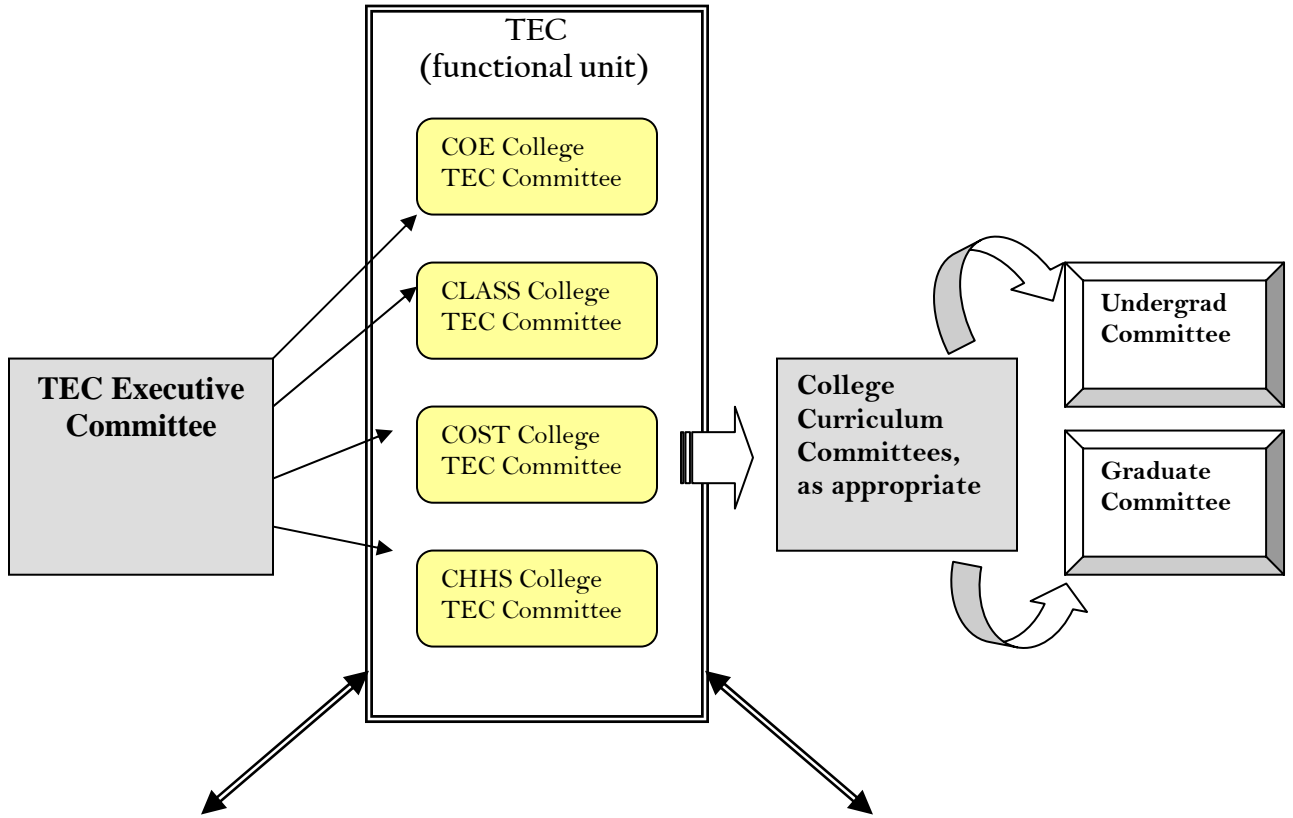 TEC
(functional unit)
COE College
TEC Committee
CLASS College
TEC Committee
COST College
TEC Committee
CHHS College
TEC Committee
TEC Executive
Committee
College
Curriculum
Committees,
as appropriate
Undergrad
Committee
Graduate
Committee